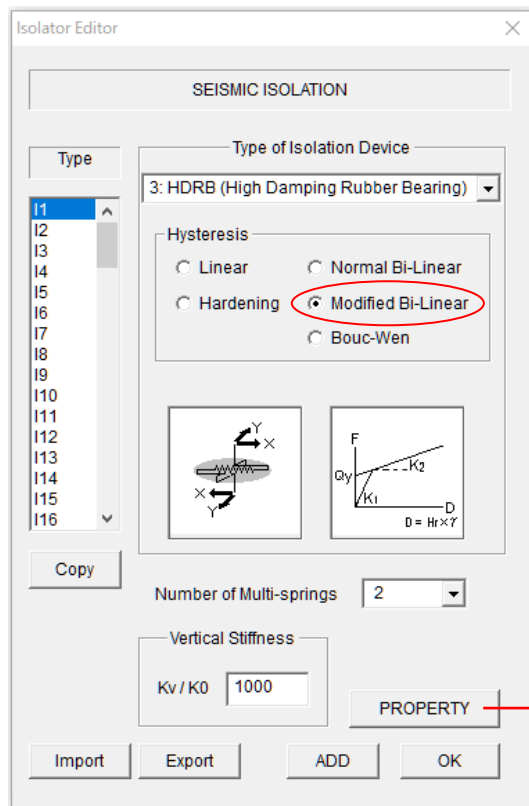 Isolator Editor
SEISMIC ISOLATION
Type
I1
I2
I3
I4
I5
I6
I7
I8
I9
I10
I11
I12
I13
I14
I15
I16
Copy
Type of Isolation Device
3: HDRB (High Damping Rubber Bearing)
Hysteresis
Linear
Normal Bi-Linear
Hardening
Modified Bi-Linear
Bouc-Wen
Y
X
X
Y
F
Qy
K2
K1
D
D = Hr×γ
Number of Multi-springs
2
Vertical Stiffness
Kv / K0
1000
PROPERTY
Import
Export
ADD
OK